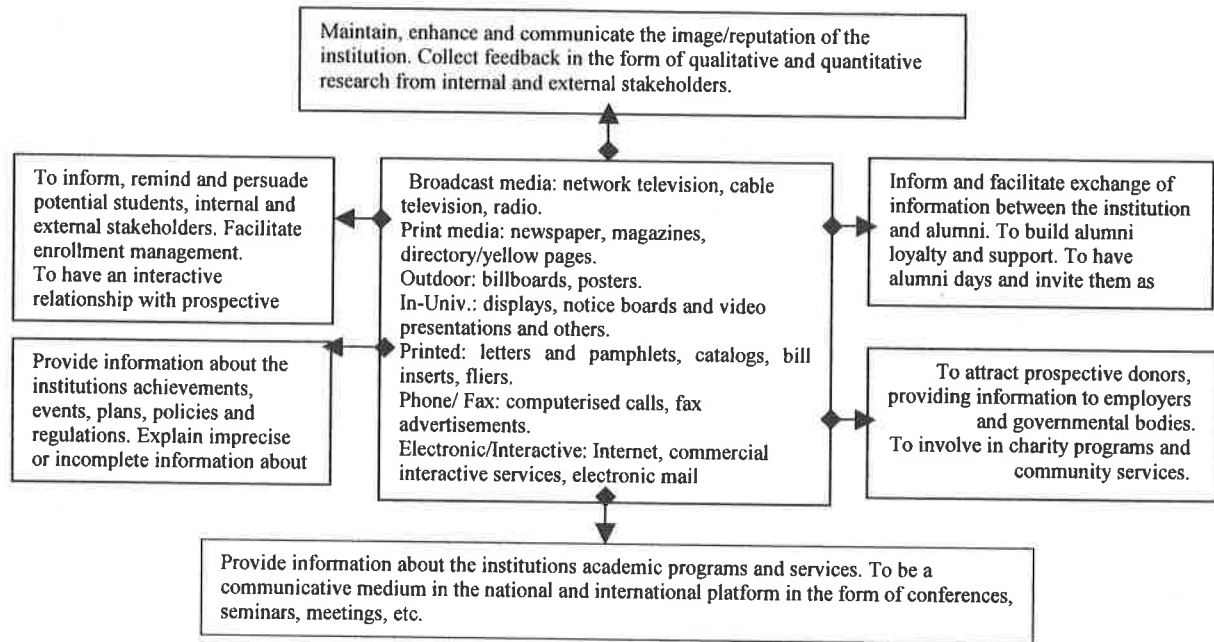 Maintain, enhance and communicate the image/reputation of the
institution. Collect feedback in the form of qualitative and quantitative
research from internal and external stakeholders.
To inform, remind and persuade
potential students, internal and
external stakeholders. Facilitate
enrollment management.
To have an interactive
relationship with prospective
Provide information about the
institutions achievements,
events, plans, policies and
regulations. Explain imprecise
or incomplete information about
Broadcast media: network television, cable
television, radio.
Print media: newspaper, magazines,
directory/yellow pages.
Outdoor: billboards, posters.
In-Univ.: displays, notice boards and video
presentations and others.
Printed: letters and pamphlets, catalogs, bill
inserts, fliers.
Phone/ Fax: computerised calls, fax
advertisements.
Electronic/Interactive: Internet, commercial
interactive services, electronic mail
Inform and facilitate exchange of
information between the institution
and alumni. To build alumni
loyalty and support. To have
alumni days and invite them as
To attract prospective donors,
providing information to employers
and governmental bodies.
To involve in charity programs and
community services.
Provide information about the institutions academic programs and services. To be a
communicative medium in the national and international platform in the form of conferences,
seminars, meetings, etc.